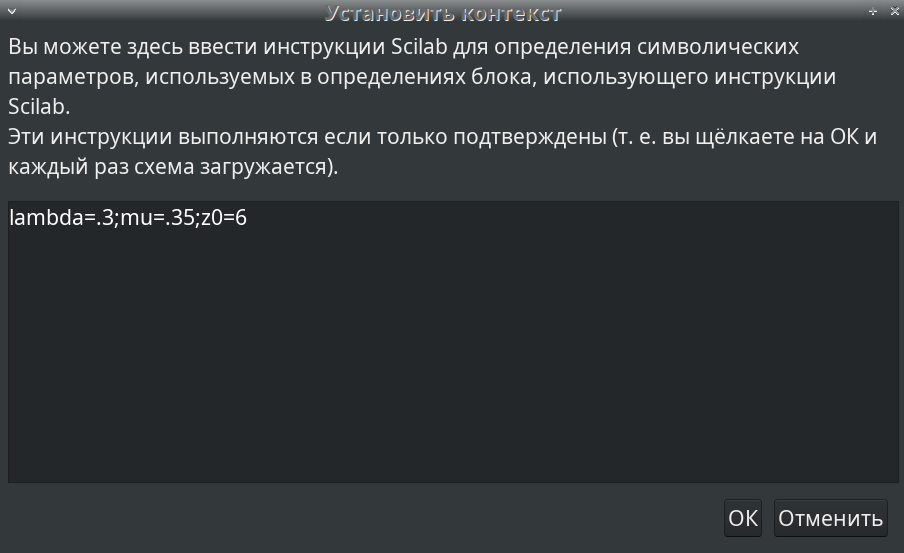 Установить контекст
Вы можете здесь ввести инструкции Scilab для определения символических
параметров, используемых в определениях блока, использующего инструкции
Scilab.
Эти инструкции выполняются если только подтверждены (т. е. вы щёлкаете на ОК и
каждый раз схема загружается).
lambda=.3;mu=.35;z0=6
ОК Отменить